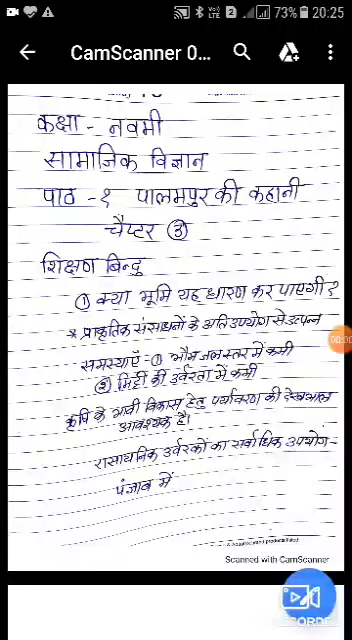 73% 20:25
CamScanner 0...
कक्षा - नवमी
सामाजिक विज्ञान
पाठ - १ पालमपुर की कहानी
चैप्टर ③
शिक्षण बिन्दु
① क्या भूमि यह धारण कर पाएगी ?
* प्राकृतिक संसाधनों के अति उपयोग से उत्पन्न
समस्याएँ - ① भौम जल स्तर में कमी
② मिट्टी की उर्वरता में कमी
कृषि के भावी विकास हेतु पर्यावरण की देखभाल
आवश्यक है।
रासायनिक उर्वरकों का सर्वाधिक उपयोग -
पंजाब में
Scanned with CamScanner